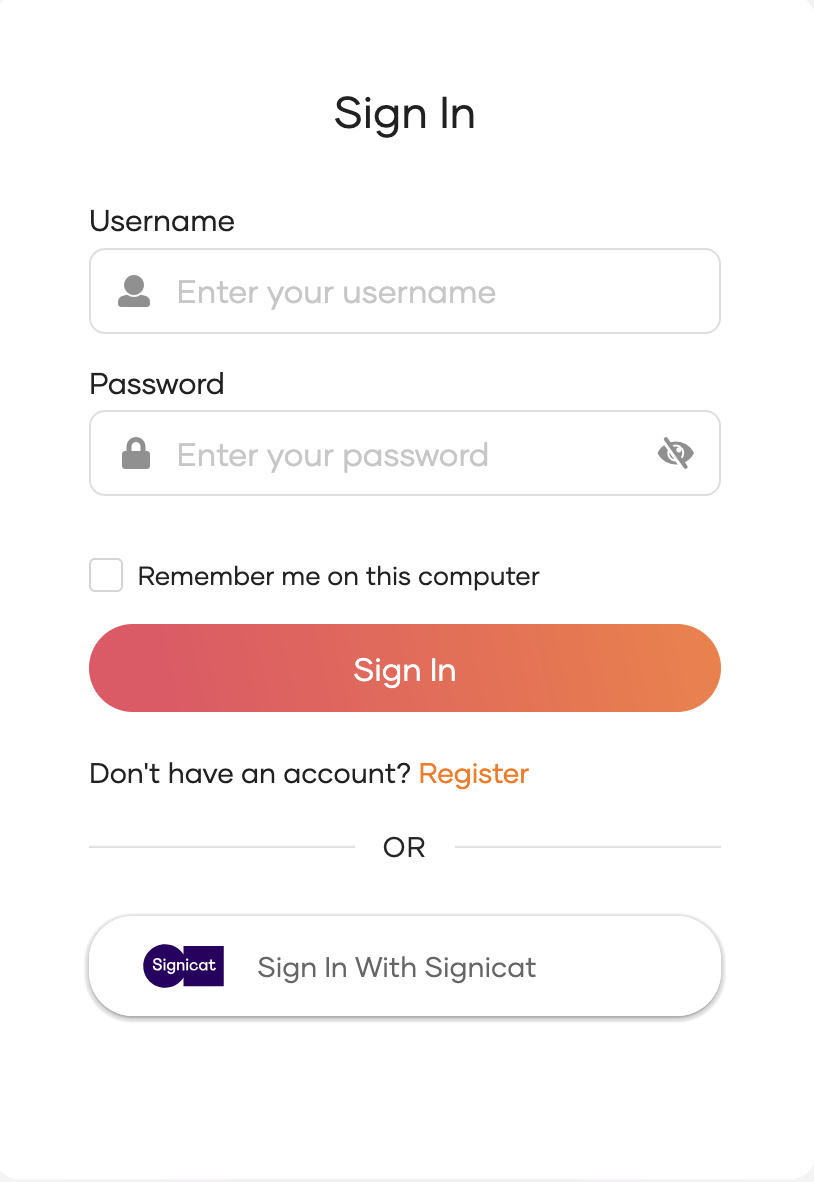 Sign In
Username
Enter your username
Password
Enter your password
Remember me on this computer
Sign In
Don't have an account? Register
OR
Signicat Sign In With Signicat